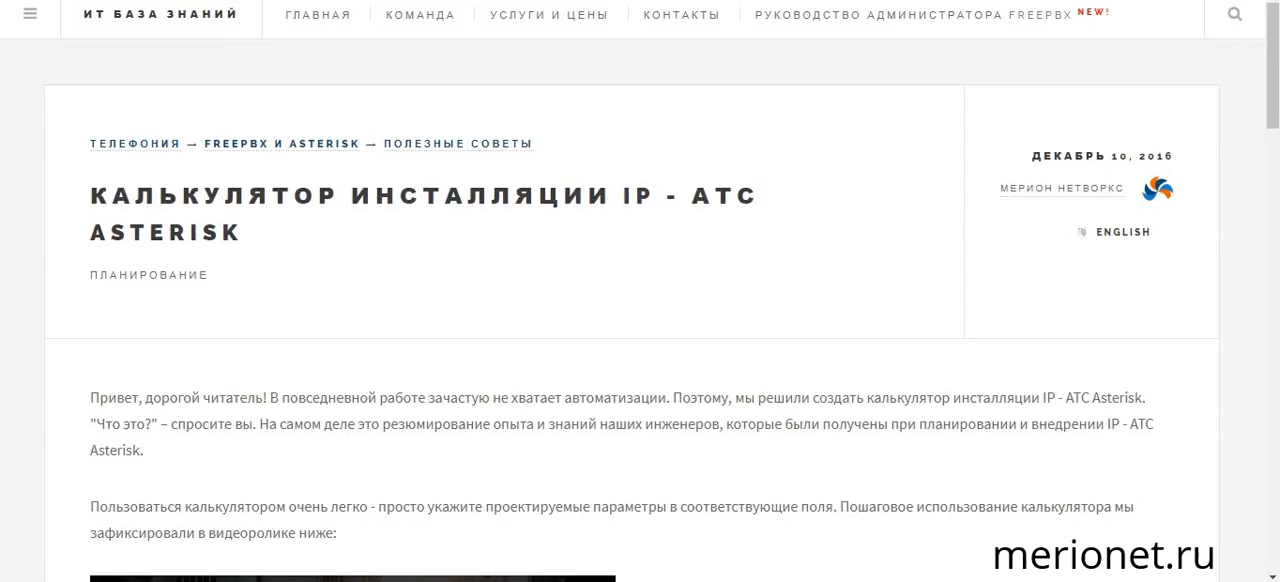 ИТ БАЗА ЗНАНИЙ ГЛАВНАЯ КОМАНДА УСЛУГИ И ЦЕНЫ КОНТАКТЫ РУКОВОДСТВО АДМИНИСТРАТОРА FREEPBX NEW!
ТЕЛЕФОНИЯ → FREEPBX И ASTERISK → ПОЛЕЗНЫЕ СОВЕТЫ
КАЛЬКУЛЯТОР ИНСТАЛЛЯЦИИ IP - АТС
ASTERISK
ПЛАНИРОВАНИЕ
ДЕКАБРЬ 10, 2016
МЕРИОН НЕТВОРКС
ENGLISH
Привет, дорогой читатель! В повседневной работе зачастую не хватает автоматизации. Поэтому, мы решили создать калькулятор инсталляции IP - АТС Asterisk.
"Что это?" – спросите вы. На самом деле это резюмирование опыта и знаний наших инженеров, которые были получены при планировании и внедрении IP - АТС
Asterisk.
Пользоваться калькулятором очень легко - просто укажите проектируемые параметры в соответствующие поля. Пошаговое использование калькулятора мы
зафиксировали в видеоролике ниже:
merionet.ru